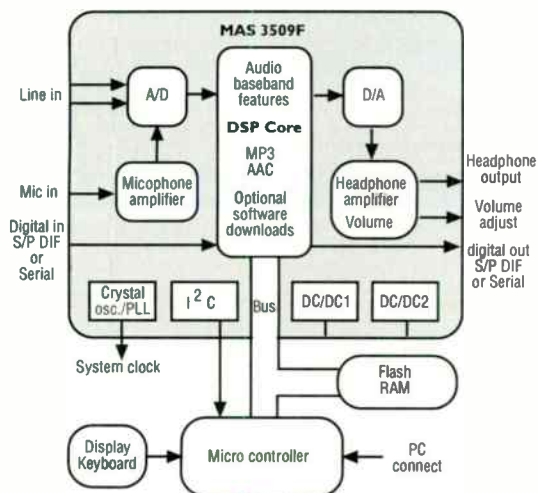 MAS 3509F
Line in
A/D
Audio
baseband
features
DSP Core
MP3
AAC
Optional
software
downloads
D/A
Mic in
Micophone
amplifier
Headphone
amplifier
Volume
Headphone
output
Volume
adjust
Digital in
S/P DIF
or
Serial
digital out
S/P DIF
or Serial
Crystal
osc./PLL
I² C
Bus
DC/DC1
DC/DC2
System clock
Flash
RAM
Display
Keyboard
Micro controller
PC
connect